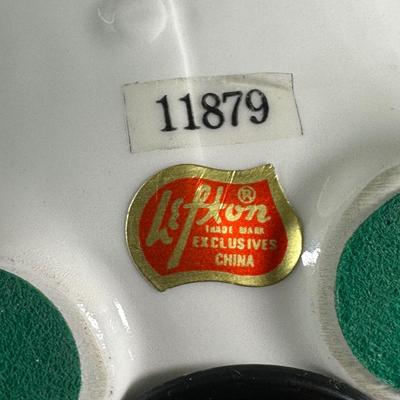 11879
Lefton®
TRADE MARK
EXCLUSIVES
CHINA